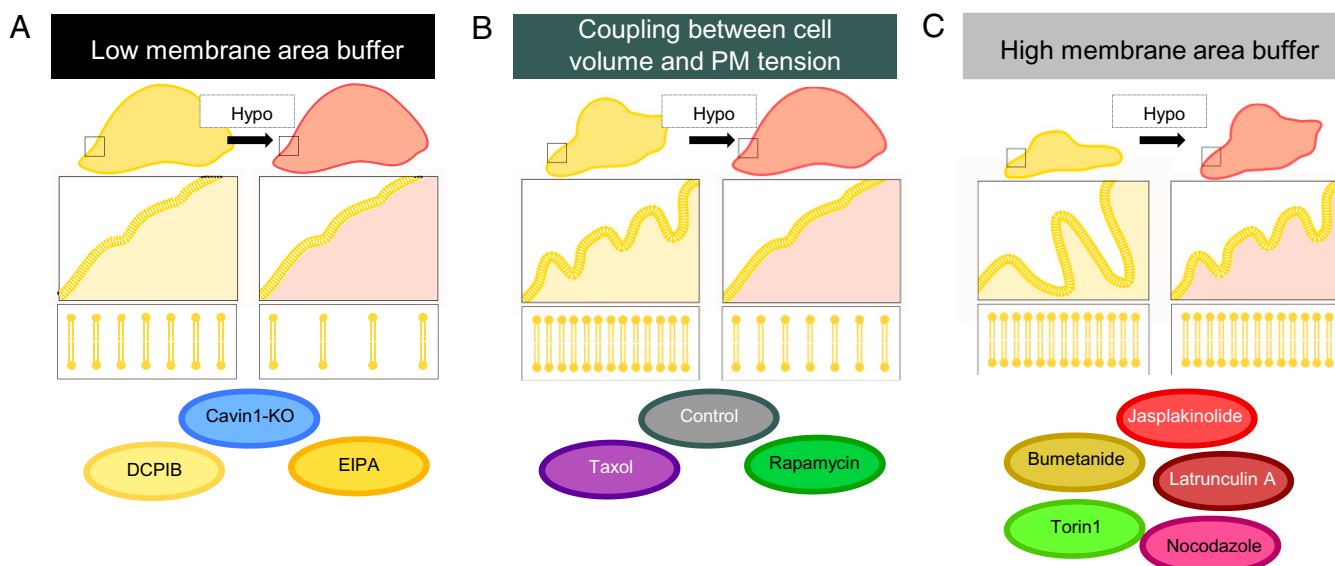 A
Low membrane area buffer
Hypo
Cavin1-KO
DCPIB
EIPA
B
Coupling between cell
volume and PM tension
Hypo
Control
Taxol
Rapamycin
C
High membrane area buffer
Hypo
Jasplakinolide
Bumetanide
Latrunculin A
Torin1
Nocodazole